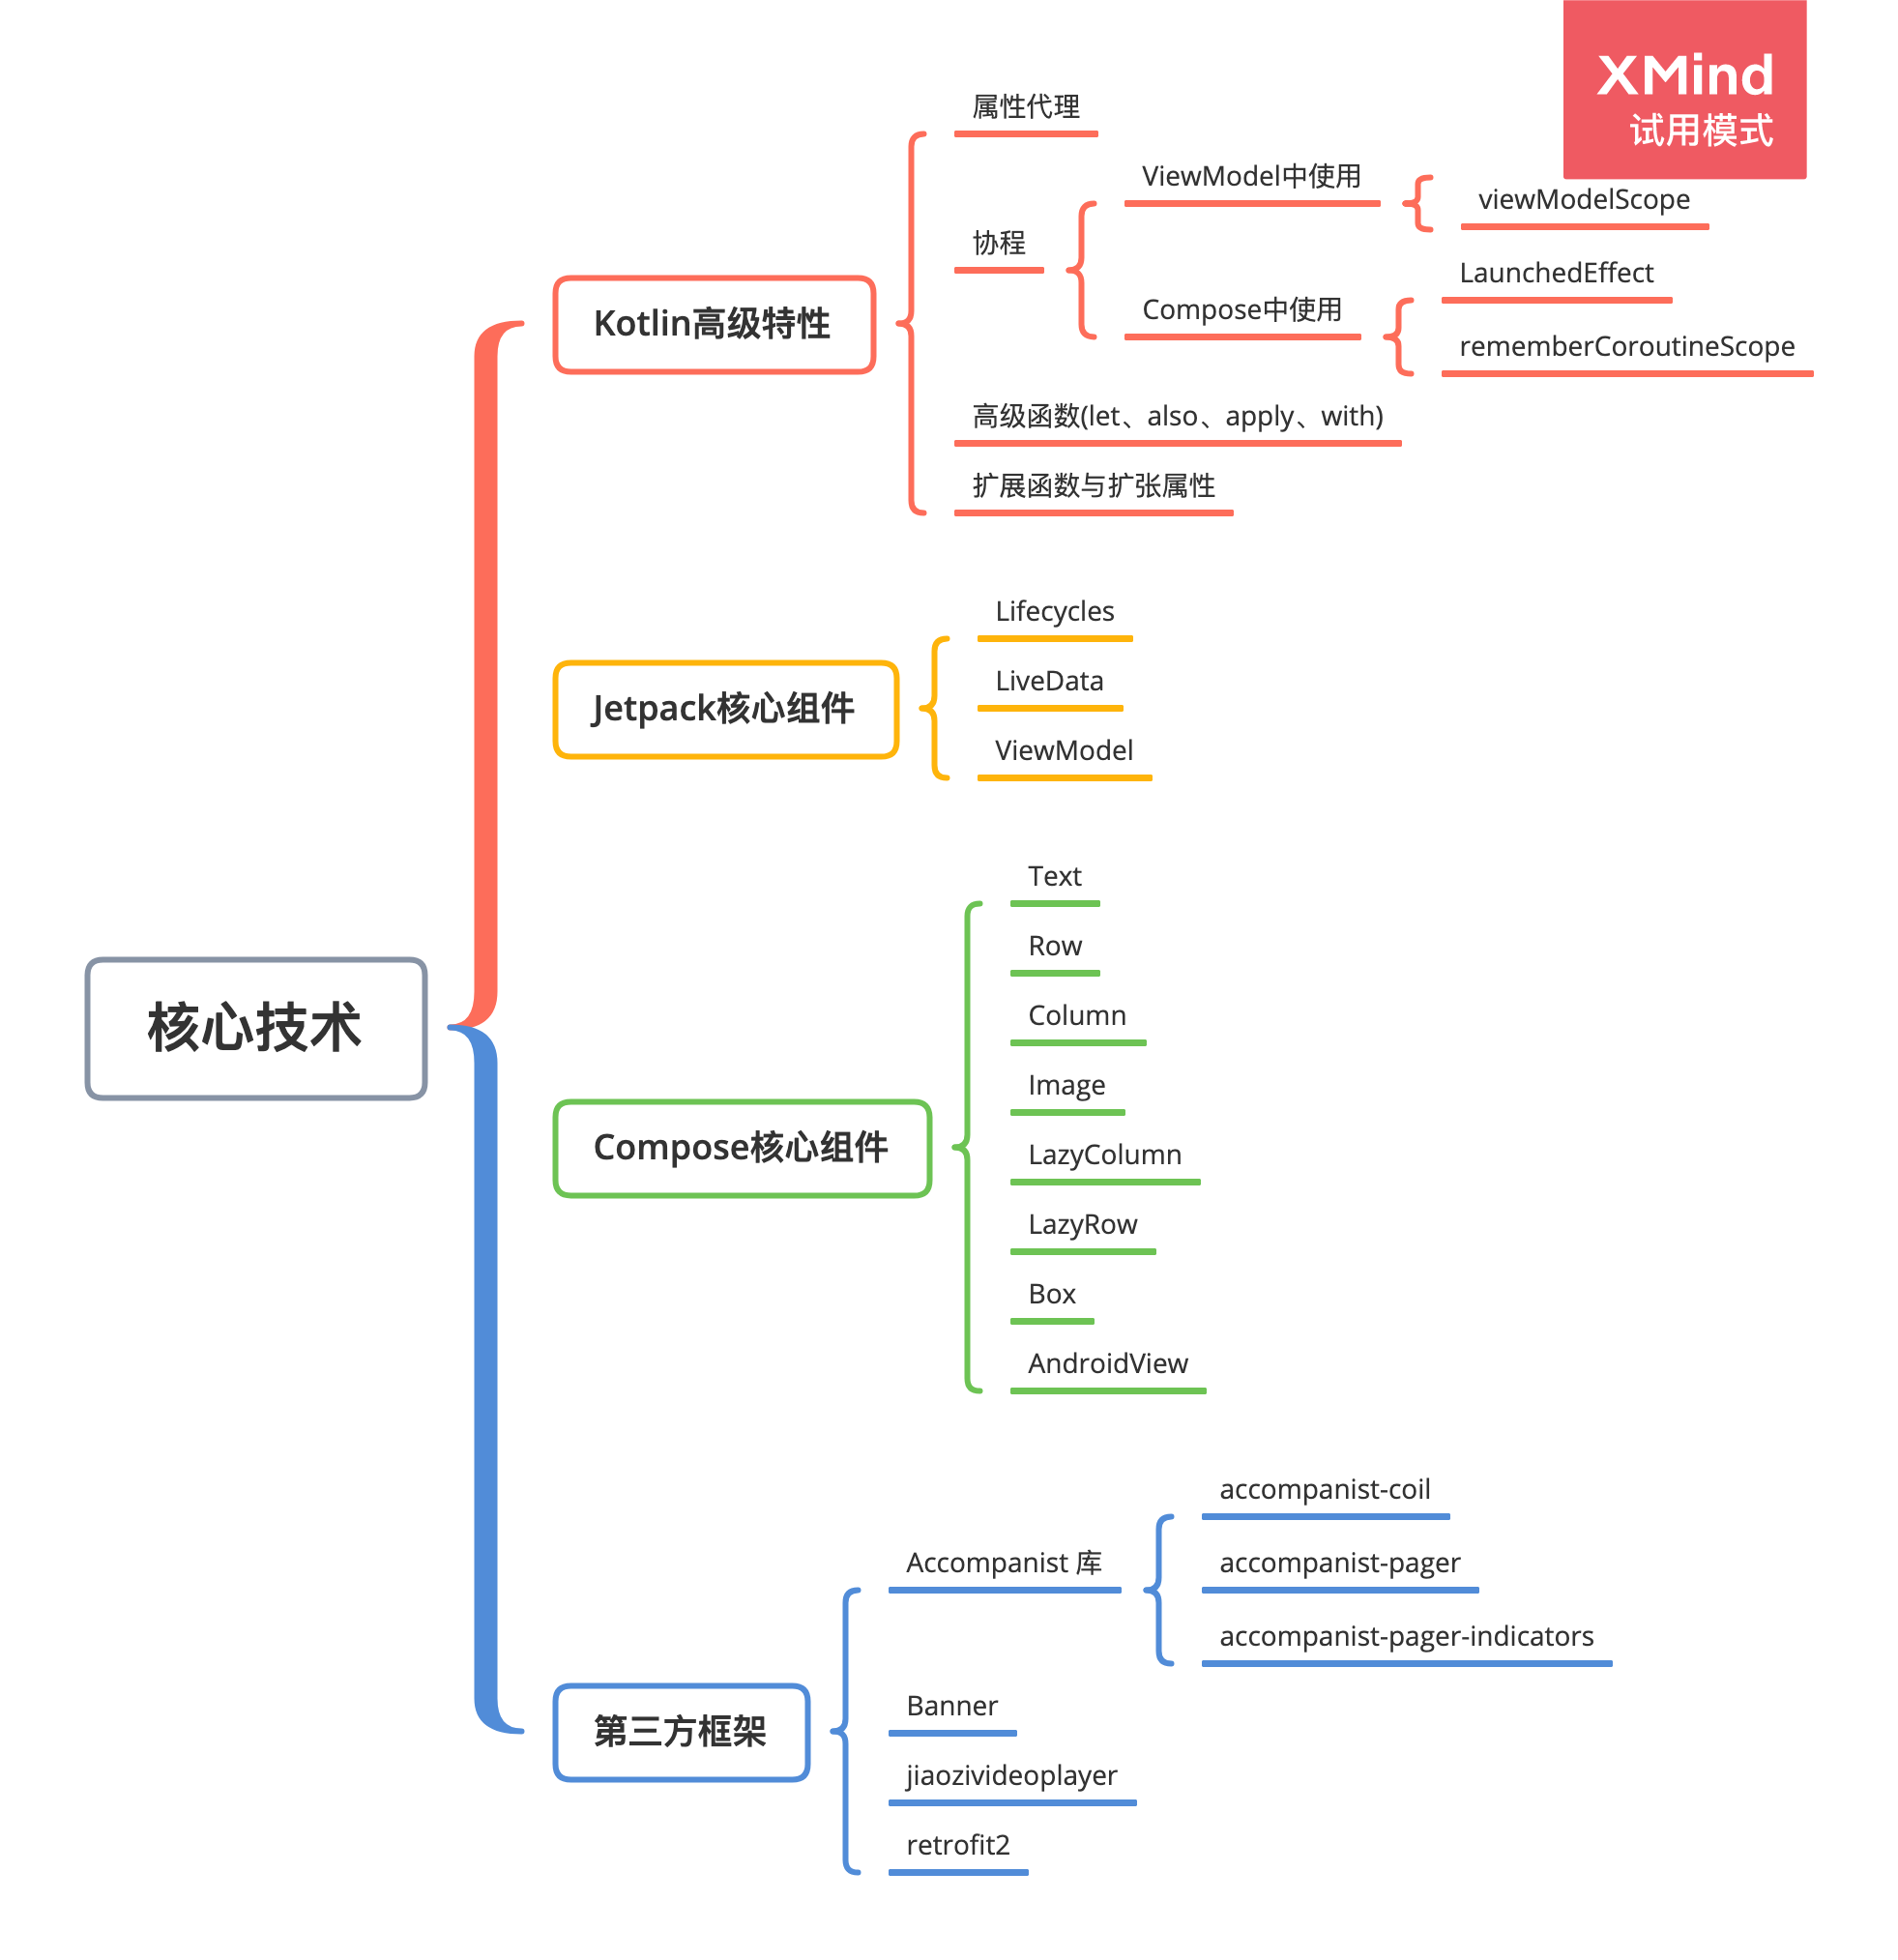 XMind
试用模式
核心技术
Kotlin高级特性
属性代理
协程
ViewModel中使用
viewModelScope
Compose中使用
LaunchedEffect
rememberCoroutineScope
高级函数(let、also、apply、with)
扩展函数与扩张属性
Jetpack核心组件
Lifecycles
LiveData
ViewModel
Compose核心组件
Text
Row
Column
Image
LazyColumn
LazyRow
Box
AndroidView
第三方框架
Accompanist 库
accompanist-coil
accompanist-pager
accompanist-pager-indicators
Banner
jiaozivideoplayer
retrofit2